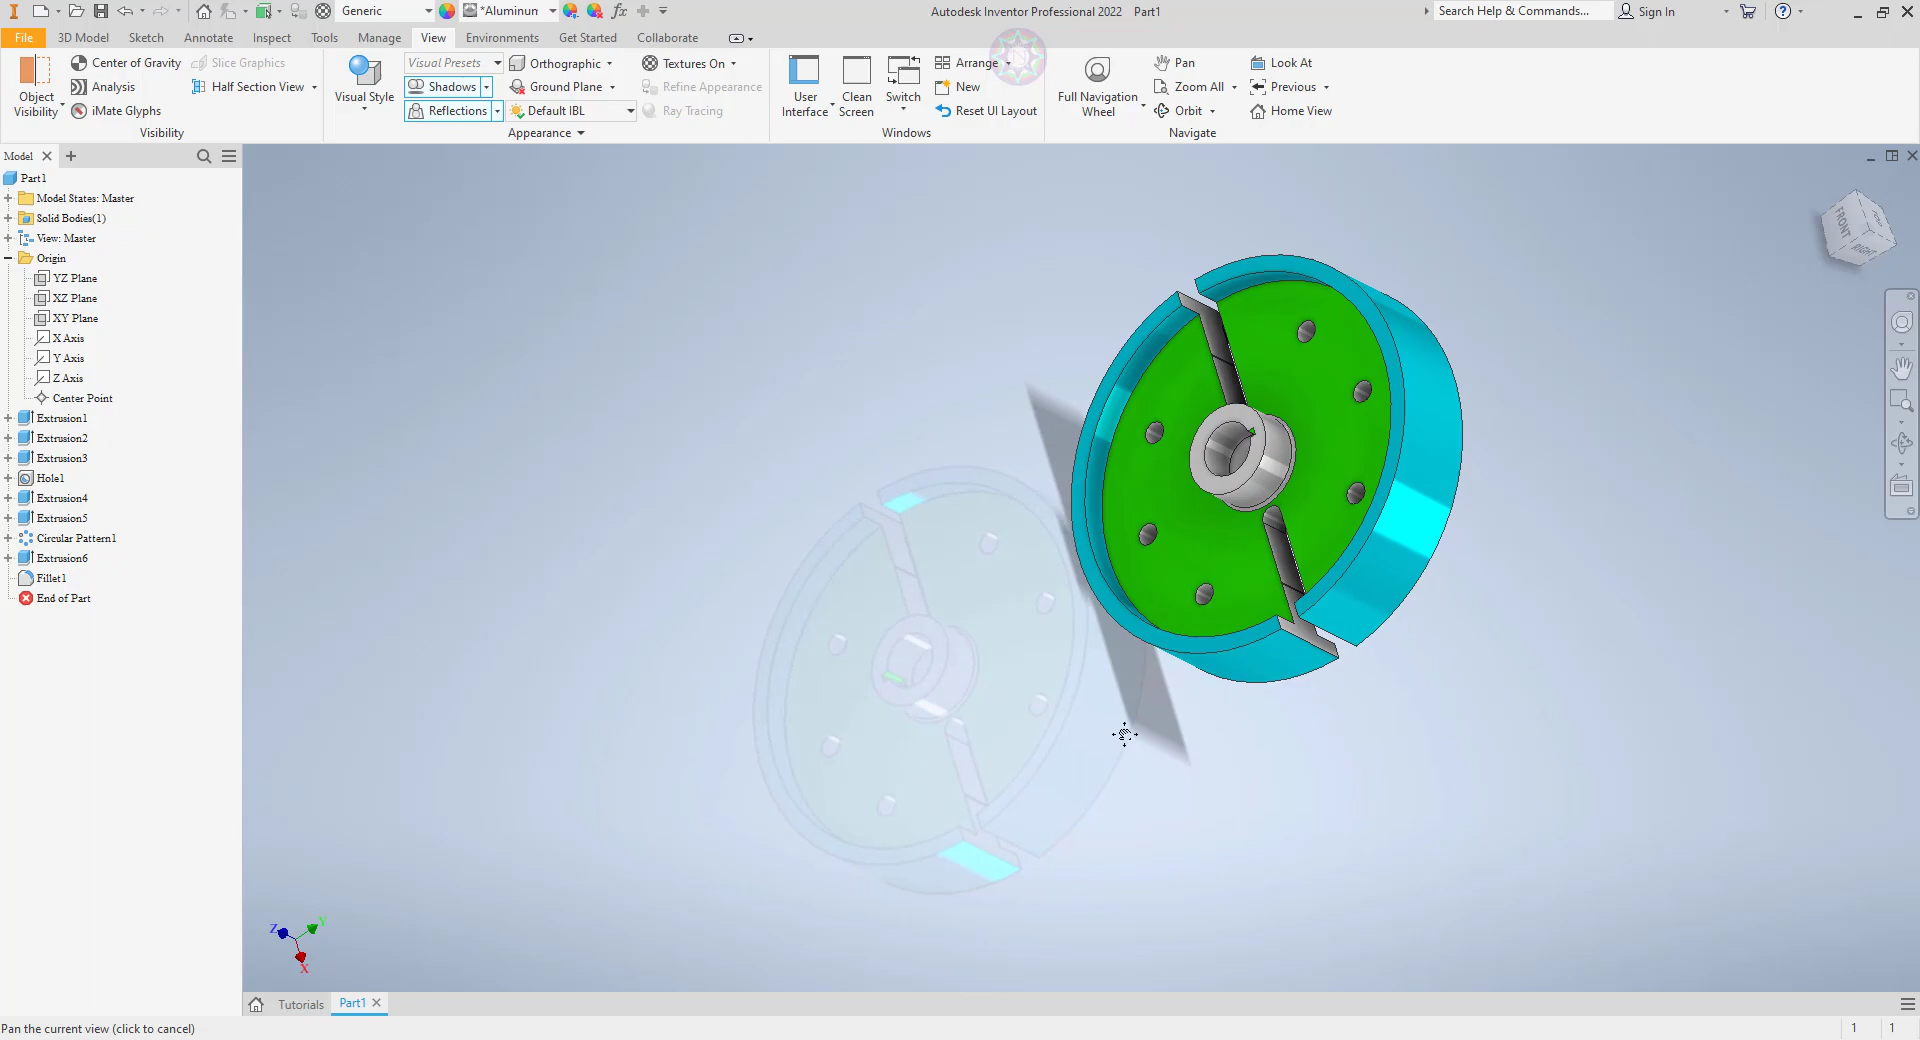 Generic
*Aluminun
fx
Autodesk Inventor Professional 2022 Part1
Search Help & Commands...
Sign In
File 3D Model Sketch Annotate Inspect Tools Manage View Environments Get Started Collaborate
Object Visibility
Center of Gravity
Analysis
iMate Glyphs
Slice Graphics
Half Section View
Visibility
Visual Style
Visual Presets
Shadows
Reflections
Orthographic
Ground Plane
Default IBL
Textures On
Refine Appearance
Ray Tracing
Appearance
User Interface
Clean Screen
Switch
Arrange
New
Reset UI Layout
Windows
Full Navigation Wheel
Pan
Zoom All
Orbit
Look At
Previous
Home View
Navigate
Model
Part1
Model States: Master
Solid Bodies(1)
View: Master
Origin
YZ Plane
XZ Plane
XY Plane
X Axis
Y Axis
Z Axis
Center Point
Extrusion1
Extrusion2
Extrusion3
Hole1
Extrusion4
Extrusion5
Circular Pattern1
Extrusion6
Fillet1
End of Part
FRONT
RIGHT
Z
Y
X
Tutorials
Part1
Pan the current view (click to cancel)
1 1